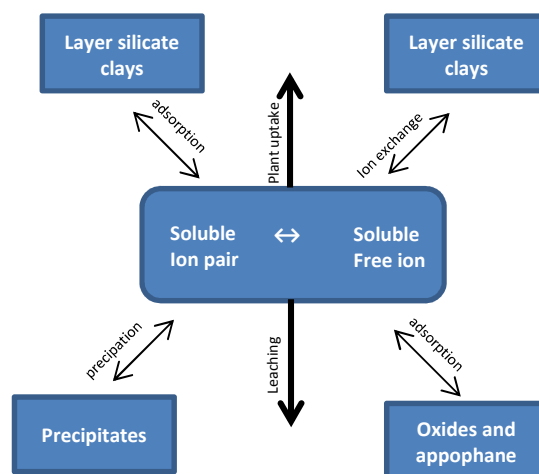 Layer silicate
clays
Layer silicate
clays
adsorption
Plant uptake
Ion exchange
Soluble
Ion pair
↔
Soluble
Free ion
precipation
Leaching
adsorption
Precipitates
Oxides and
appophane